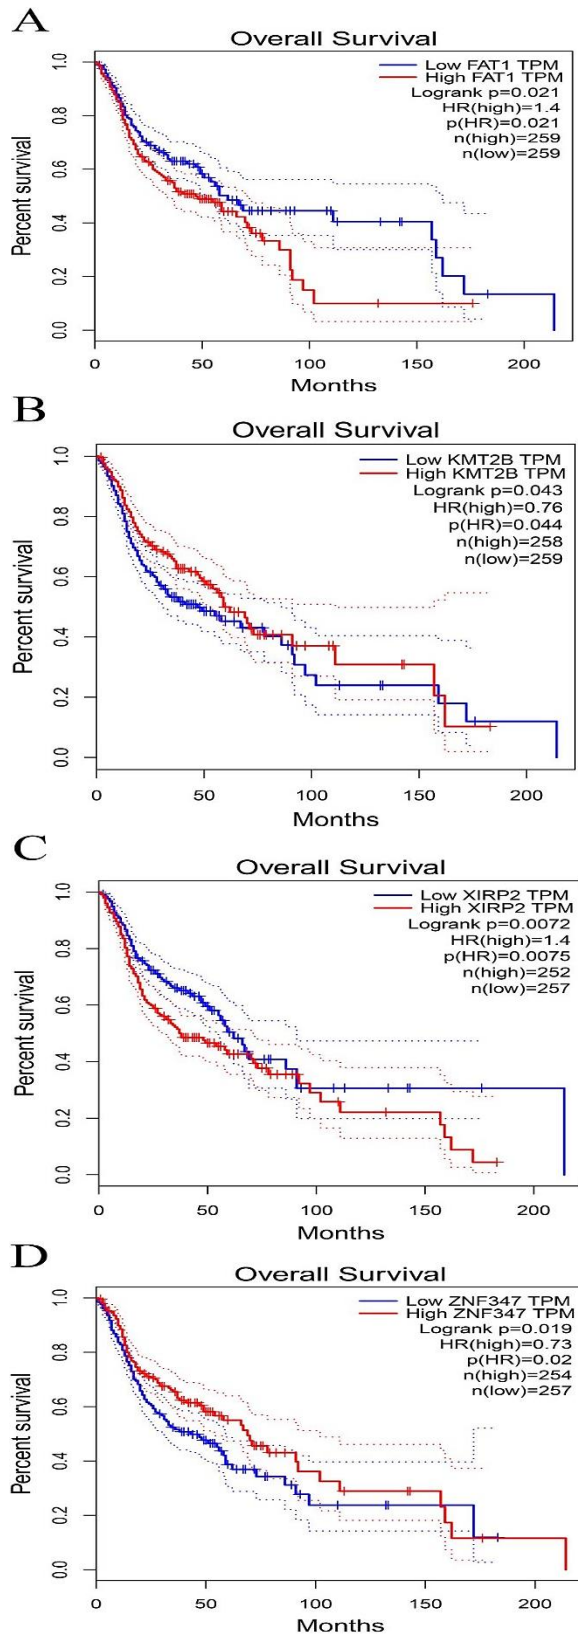 A
Overall Survival
Low FAT1 TPM
High FAT1 TPM
Logrank p=0.021
HR(high)=1.4
p(HR)=0.021
n(high)=259
n(low)=259
Percent survival
1.0
0.8
0.6
0.4
0.2
0.0
0 50 100 150 200
Months
B
Overall Survival
Low KMT2B TPM
High KMT2B TPM
Logrank p=0.043
HR(high)=0.76
p(HR)=0.044
n(high)=258
n(low)=259
Percent survival
1.0
0.8
0.6
0.4
0.2
0.0
0 50 100 150 200
Months
C
Overall Survival
Low XIRP2 TPM
High XIRP2 TPM
Logrank p=0.0072
HR(high)=1.4
p(HR)=0.0075
n(high)=252
n(low)=257
Percent survival
1.0
0.8
0.6
0.4
0.2
0.0
0 50 100 150 200
Months
D
Overall Survival
Low ZNF347 TPM
High ZNF347 TPM
Logrank p=0.019
HR(high)=0.73
p(HR)=0.02
n(high)=254
n(low)=257
Percent survival
1.0
0.8
0.6
0.4
0.2
0.0
0 50 100 150 200
Months